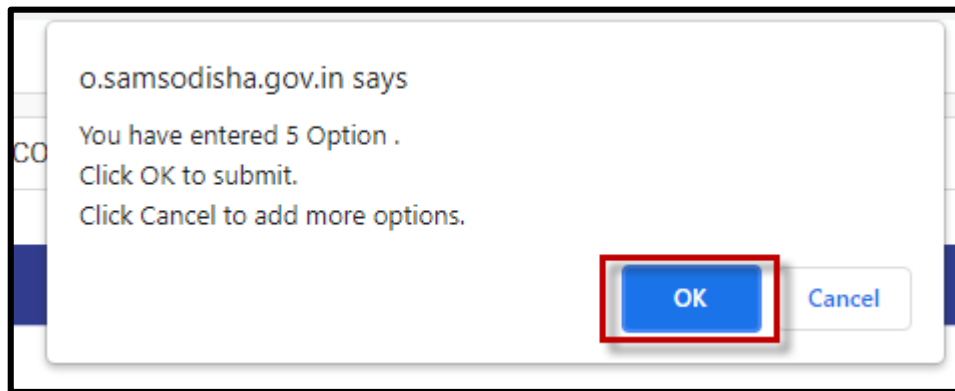 o.samsodisha.gov.in says
You have entered 5 Option .
CO
Click OK to submit.
Click Cancel to add more options.
OK Cancel